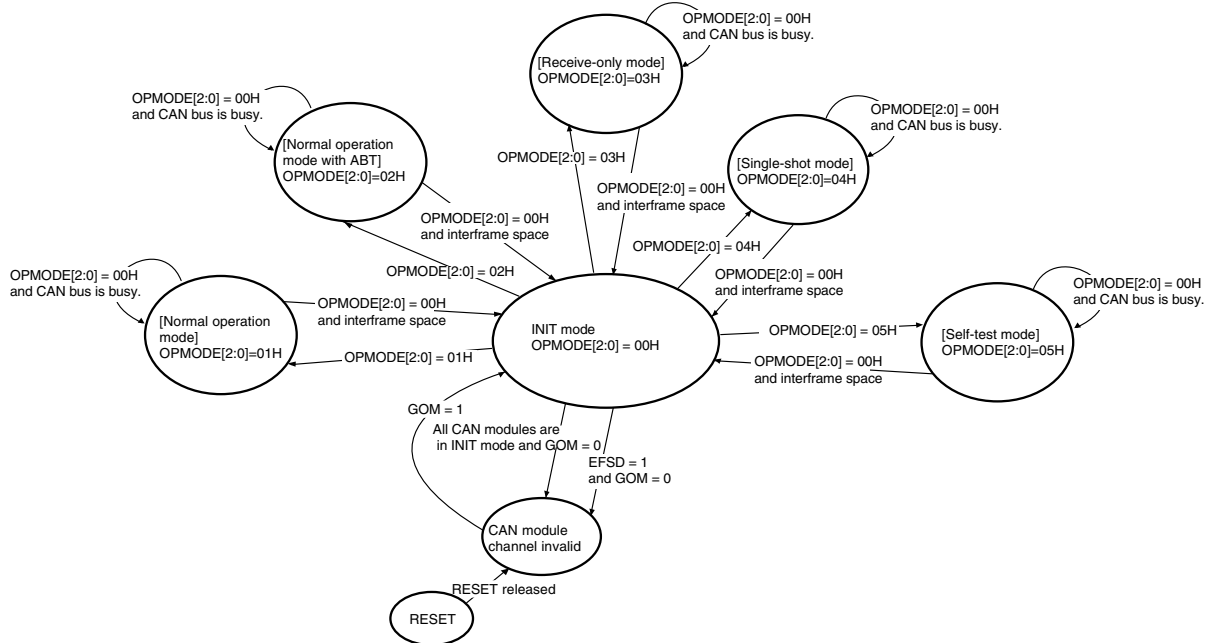 OPMODE[2:0] = 00H
and CAN bus is busy.
[Receive-only mode]
OPMODE[2:0]=03H
OPMODE[2:0] = 00H
and CAN bus is busy.
[Normal operation
mode with ABT]
OPMODE[2:0]=02H
OPMODE[2:0] = 00H
and CAN bus is busy.
[Single-shot mode]
OPMODE[2:0]=04H
OPMODE[2:0] = 03H
OPMODE[2:0] = 00H
and interframe space
OPMODE[2:0] = 00H
and interframe space
OPMODE[2:0] = 04H
OPMODE[2:0] = 02H
OPMODE[2:0] = 00H
and interframe space
OPMODE[2:0] = 00H
and CAN bus is busy.
OPMODE[2:0] = 00H
and CAN bus is busy.
[Normal operation
mode]
OPMODE[2:0]=01H
OPMODE[2:0] = 00H
and interframe space
INIT mode
OPMODE[2:0] = 00H
OPMODE[2:0] = 05H
[Self-test mode]
OPMODE[2:0]=05H
OPMODE[2:0] = 01H
OPMODE[2:0] = 00H
and interframe space
GOM = 1
All CAN modules are
in INIT mode and GOM = 0
EFSD = 1
and GOM = 0
CAN module
channel invalid
RESET released
RESET